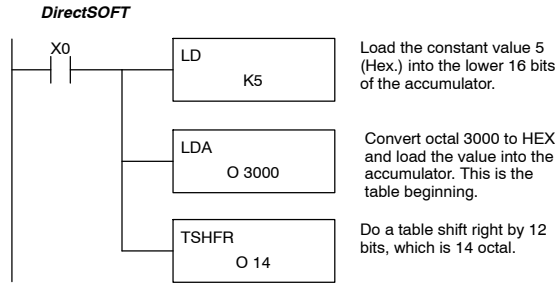 DirectSOFT
X0
LD
K5
Load the constant value 5
(Hex.) into the lower 16 bits
of the accumulator.
LDA
O 3000
Convert octal 3000 to HEX
and load the value into the
accumulator. This is the
table beginning.
TSHFR
O 14
Do a table shift right by 12
bits, which is 14 octal.